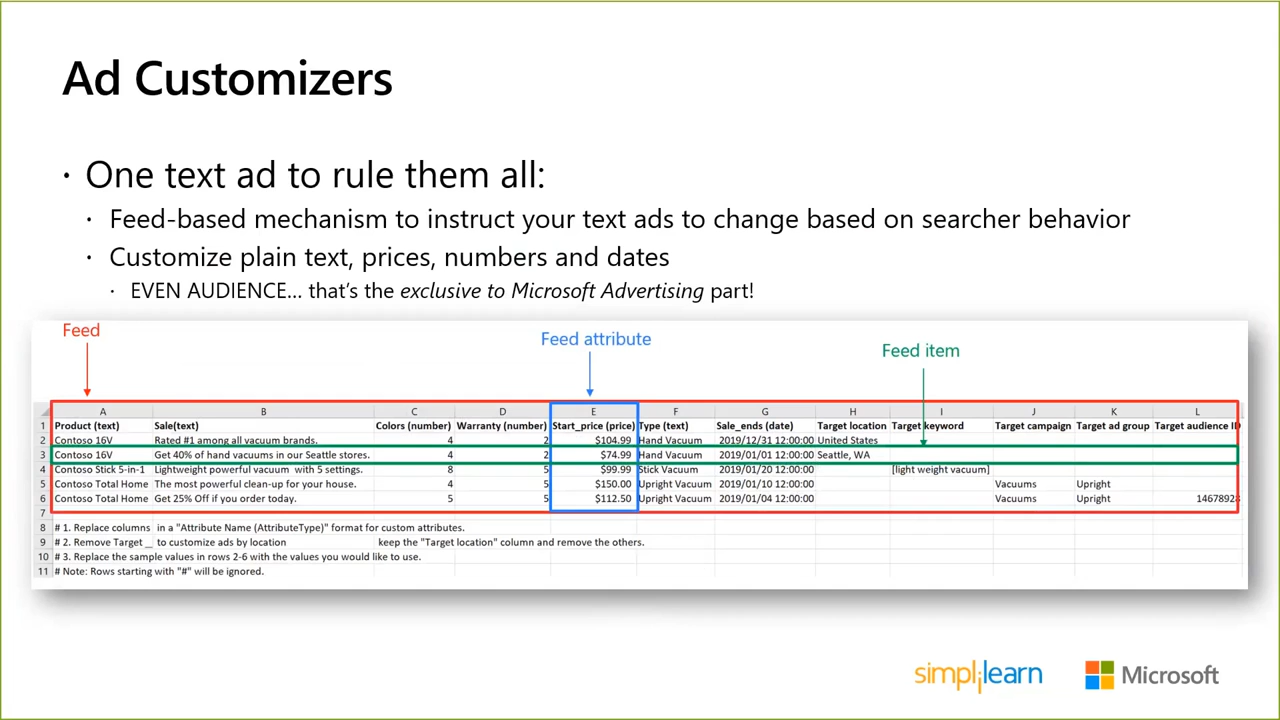 Ad Customizers
· One text ad to rule them all:
· Feed-based mechanism to instruct your text ads to change based on searcher behavior
· Customize plain text, prices, numbers and dates
· EVEN AUDIENCE... that's the exclusive to Microsoft Advertising part!
Feed
Feed attribute
Feed item
A B C D E F G H I J K L
1 Product (text) Sale(text) Colors (number) Warranty (number) Start_price (price) Type (text) Sale_ends (date) Target location Target keyword Target campaign Target ad group Target audience ID
2 Contoso 16V Rated #1 among all vacuum brands. 4 2 $104.99 Hand Vacuum 2019/12/31 12:00:00 United States
3 Contoso 16V Get 40% of hand vacuums in our Seattle stores. 4 2 $74.99 Hand Vacuum 2019/01/01 12:00:00 Seattle, WA
4 Contoso Stick 5-in-1 Lightweight powerful vacuum with 5 settings. 8 5 $99.99 Stick Vacuum 2019/01/20 12:00:00 [light weight vacuum]
5 Contoso Total Home The most powerful clean-up for your house. 4 5 $150.00 Upright Vacuum 2019/01/10 12:00:00 Vacuums Upright
6 Contoso Total Home Get 25% Off if you order today. 5 5 $112.50 Upright Vacuum 2019/01/04 12:00:00 Vacuums Upright 1467892
7
8 # 1. Replace columns in a "Attribute Name (AttributeType)" format for custom attributes.
9 # 2. Remove Target __ to customize ads by location keep the "Target location" column and remove the others.
10 # 3. Replace the sample values in rows 2-6 with the values you would like to use.
11 # Note: Rows starting with "#" will be ignored.
simplilearn Microsoft